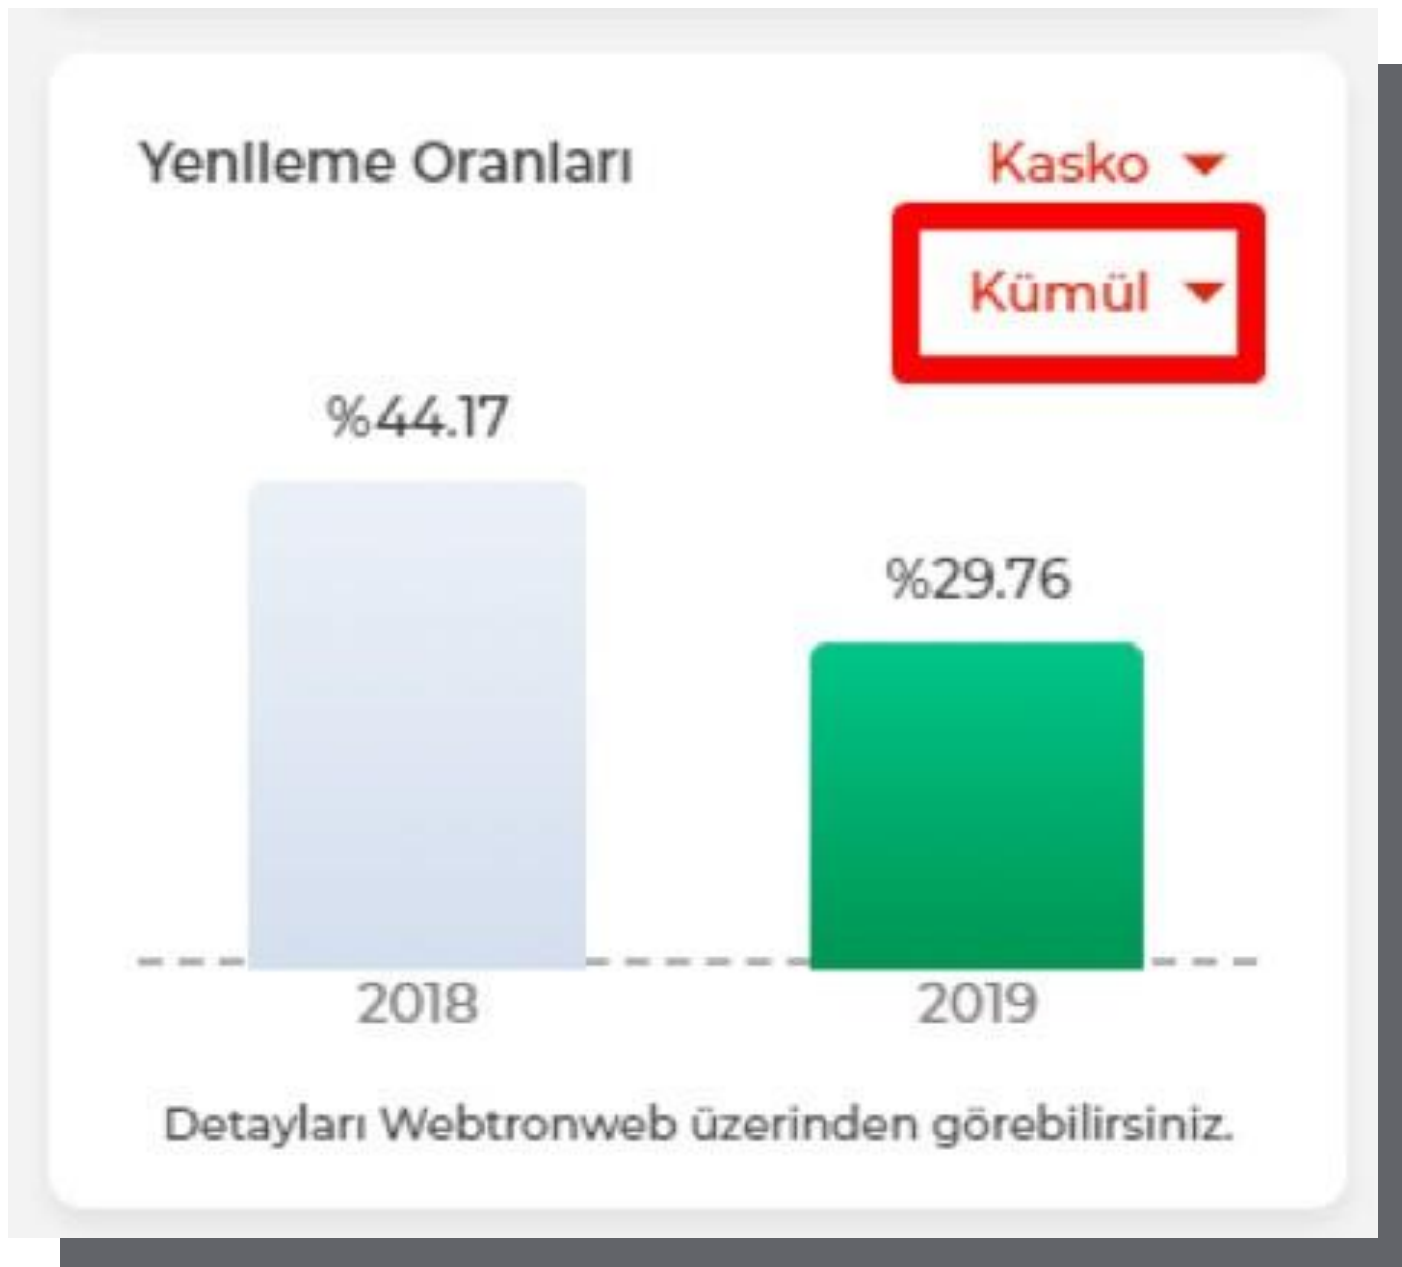 Yenileme Oranları
Kasko
Kümül
%44.17
%29.76
2018
2019
Detayları Webtronweb üzerinden görebilirsiniz.